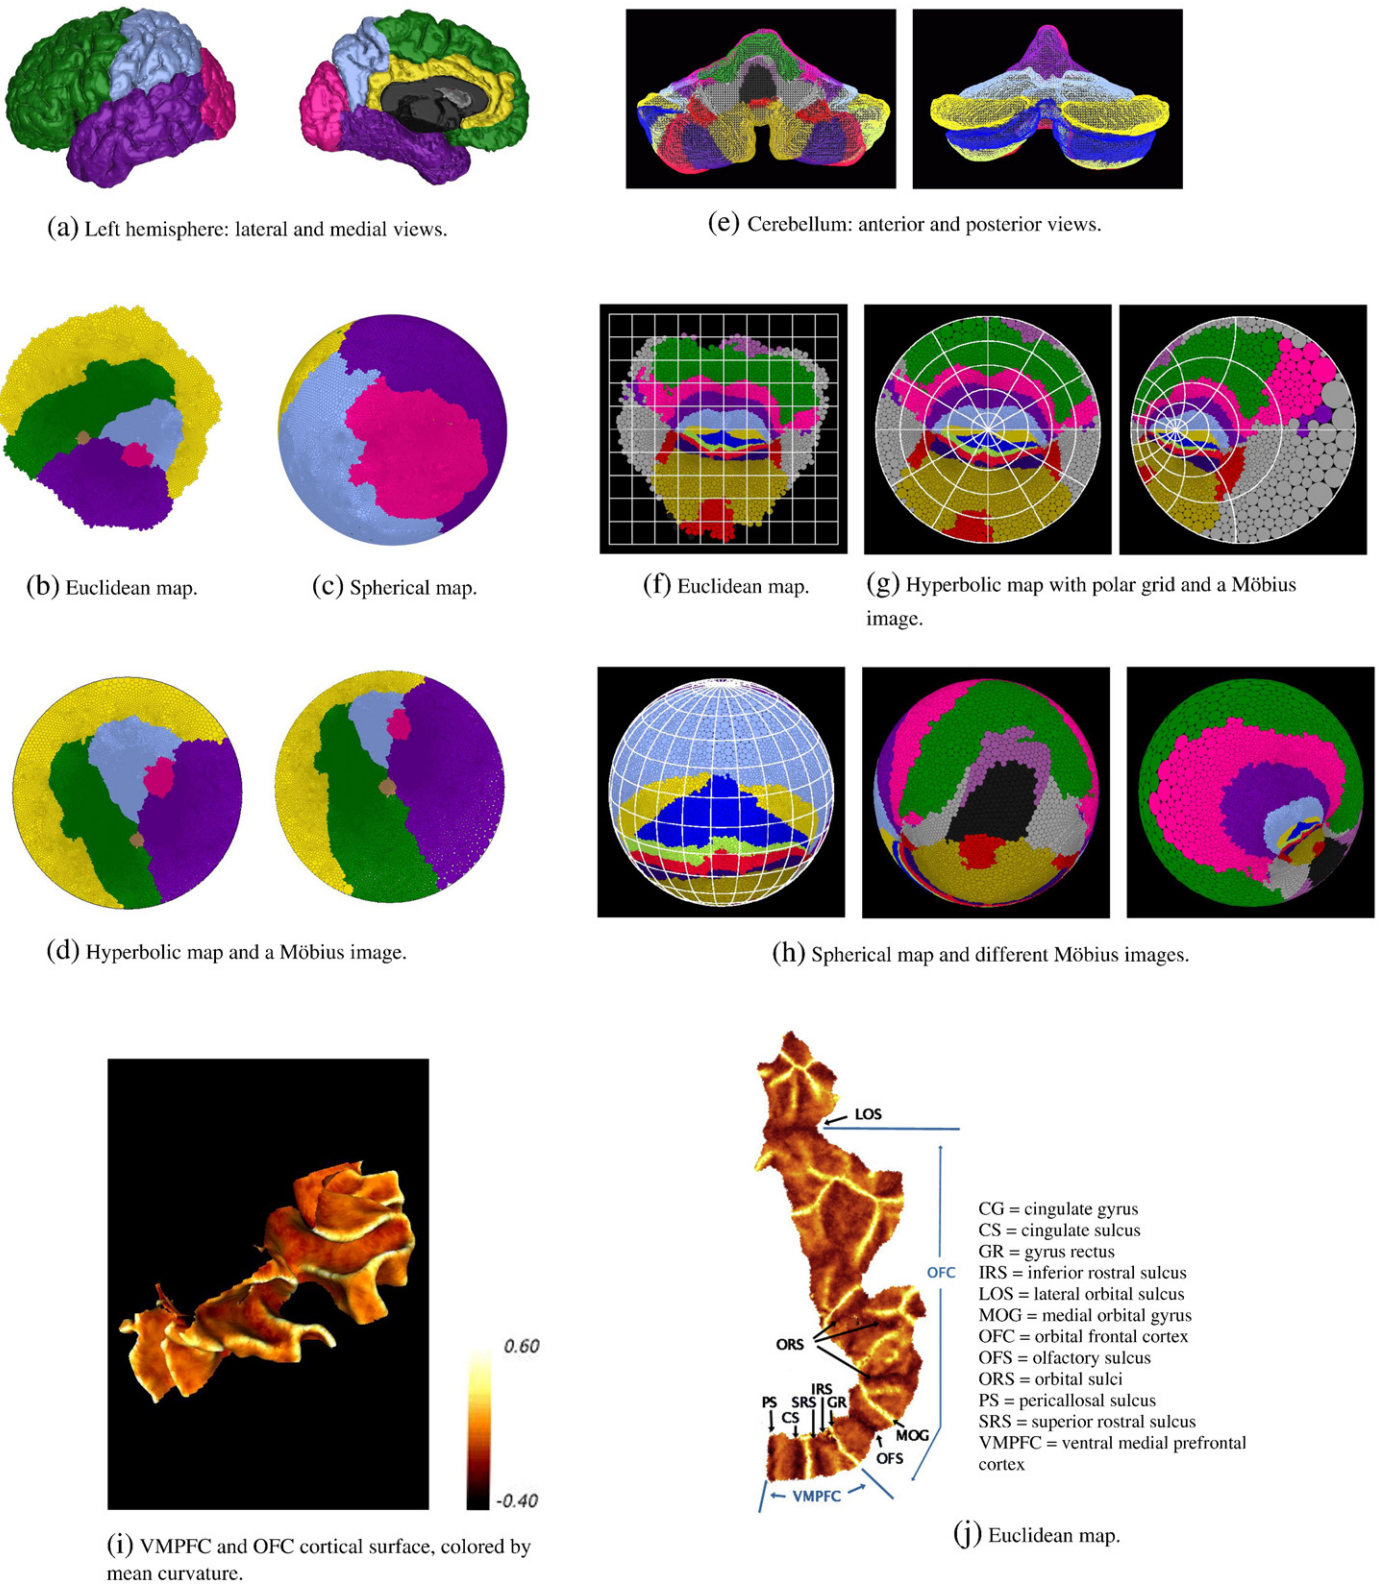 (a) Left hemisphere: lateral and medial views.
(e) Cerebellum: anterior and posterior views.
(b) Euclidean map.
(c) Spherical map.
(f) Euclidean map.
(g) Hyperbolic map with polar grid and a Möbius
image.
(d) Hyperbolic map and a Möbius image.
(h) Spherical map and different Möbius images.
0.60
-0.40
(i) VMPFC and OFC cortical surface, colored by
mean curvature.
LOS
OFC
ORS
IRS
PS
SRS
GR
CS
MOG
OFS
VMPFC
CG = cingulate gyrus
CS = cingulate sulcus
GR = gyrus rectus
IRS = inferior rostral sulcus
LOS = lateral orbital sulcus
MOG = medial orbital gyrus
OFC = orbital frontal cortex
OFS = olfactory sulcus
ORS = orbital sulci
PS = pericallosal sulcus
SRS = superior rostral sulcus
VMPFC = ventral medial prefrontal
cortex
(j) Euclidean map.